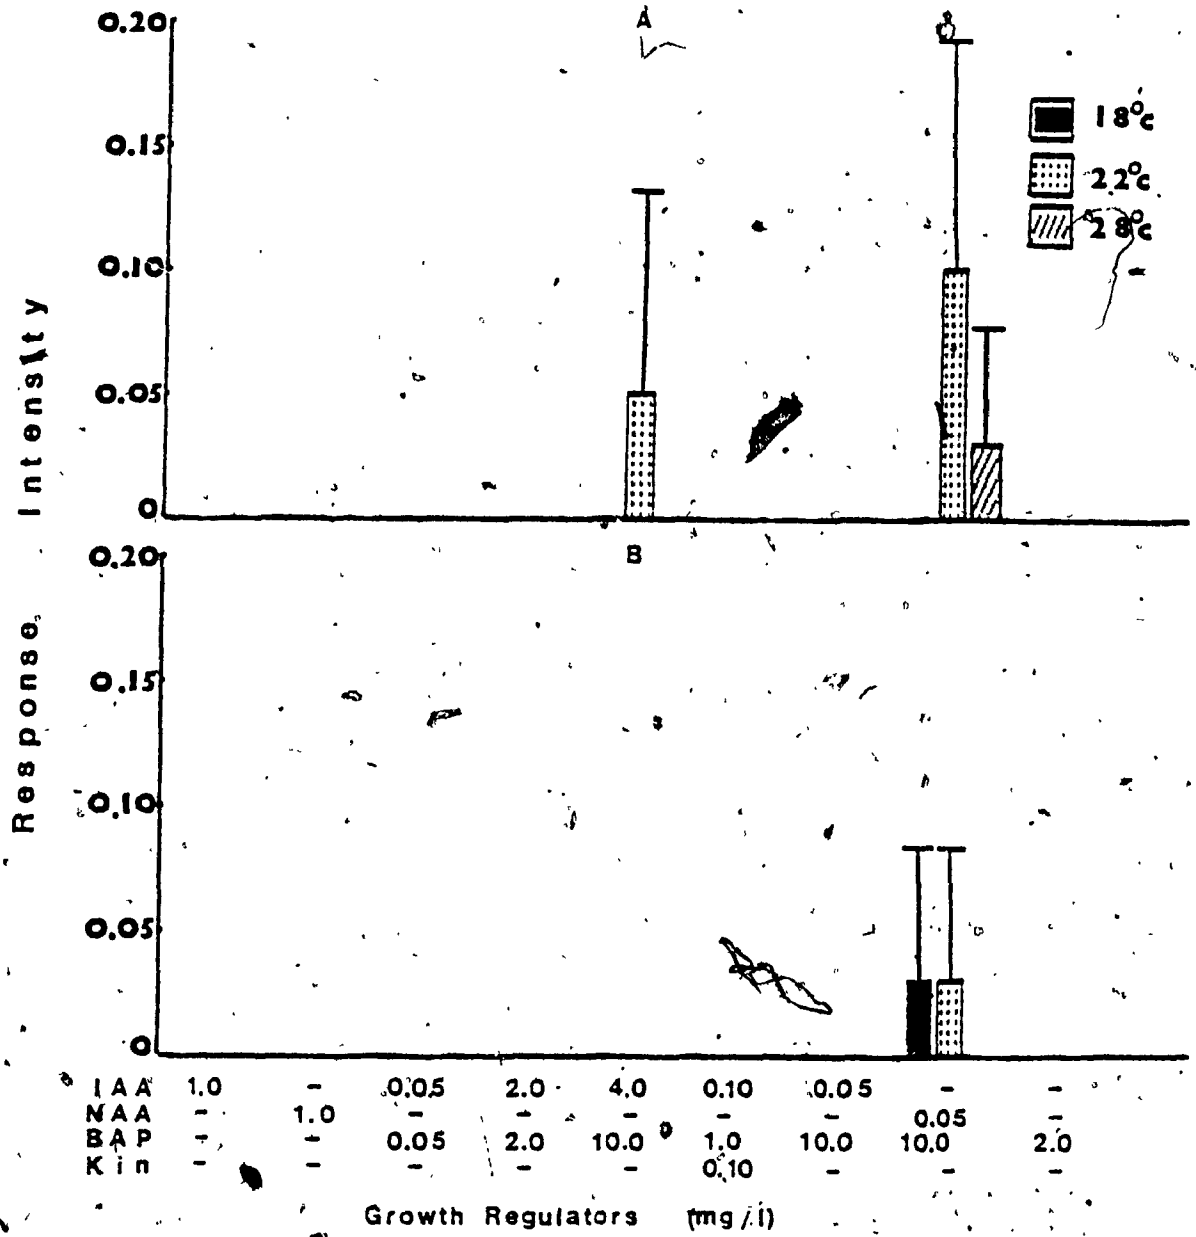 A
0.20
0.15
0.10
0.05
0
18°c
22°c
28°c
Intensity
B
0.20
0.15
0.10
0.05
0
Response
IAA 1.0 - 0.05 2.0 4.0 0.10 0.05 - -
NAA - 1.0 - - - - - 0.05 -
BAP - - 0.05 2.0 10.0 1.0 10.0 10.0 2.0
Kin - - - - - 0.10 - - -
Growth Regulators (mg/l)